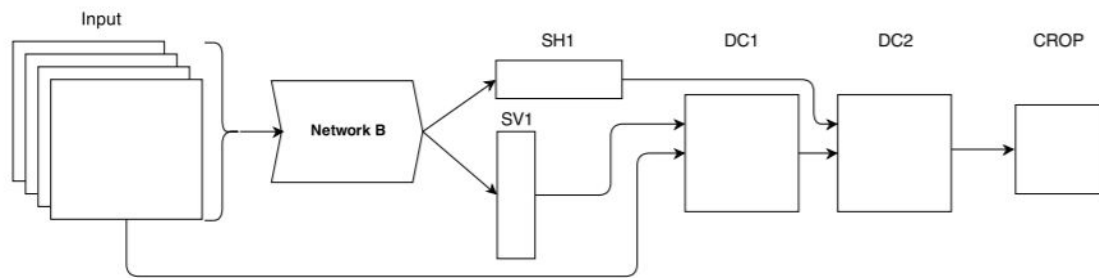 Input
SH1
DC1
DC2
CROP
Network B
SV1